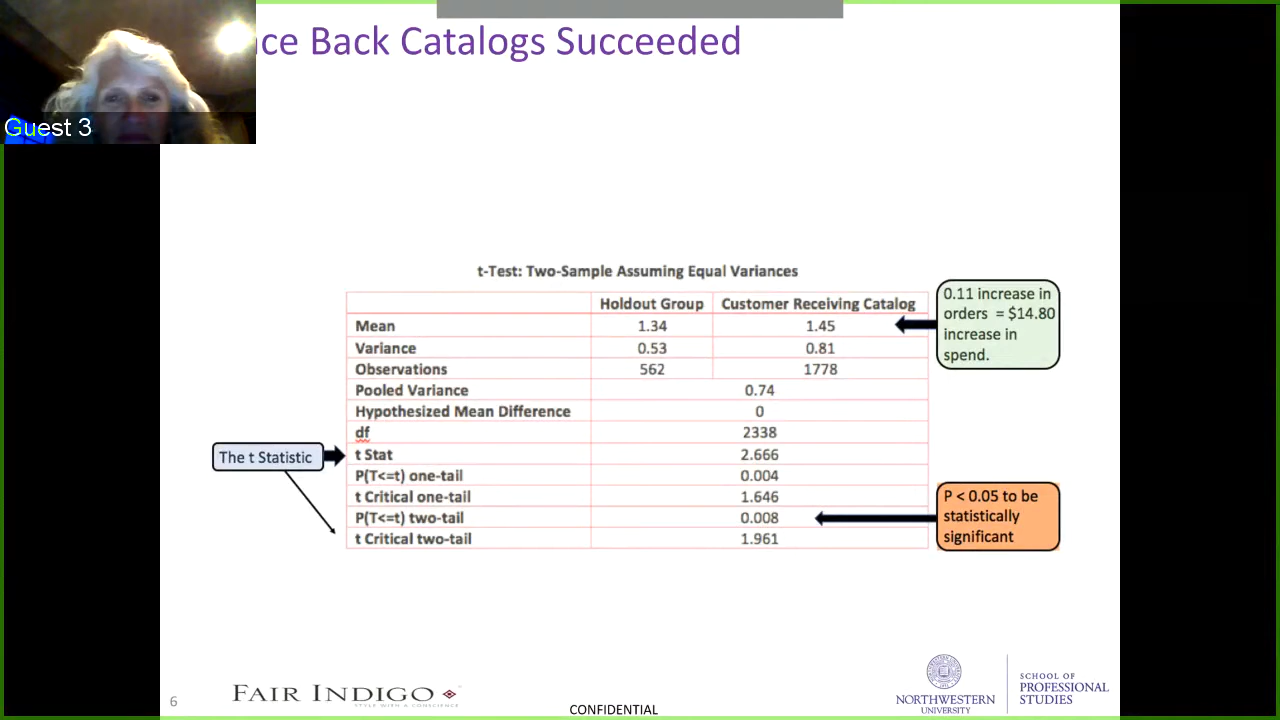 ce Back Catalogs Succeeded
Guest 3
t-Test: Two-Sample Assuming Equal Variances
Holdout Group Customer Receiving Catalog
Mean 1.34 1.45
Variance 0.53 0.81
Observations 562 1778
Pooled Variance 0.74
Hypothesized Mean Difference 0
df 2338
t Stat 2.666
P(T<=t) one-tail 0.004
t Critical one-tail 1.646
P(T<=t) two-tail 0.008
t Critical two-tail 1.961
0.11 increase in
orders = $14.80
increase in
spend.
The t Statistic
P < 0.05 to be
statistically
significant
6
FAIR INDIGO
STYLE WITH A CONSCIENCE
CONFIDENTIAL
NORTHWESTERN
UNIVERSITY
SCHOOL OF
PROFESSIONAL
STUDIES